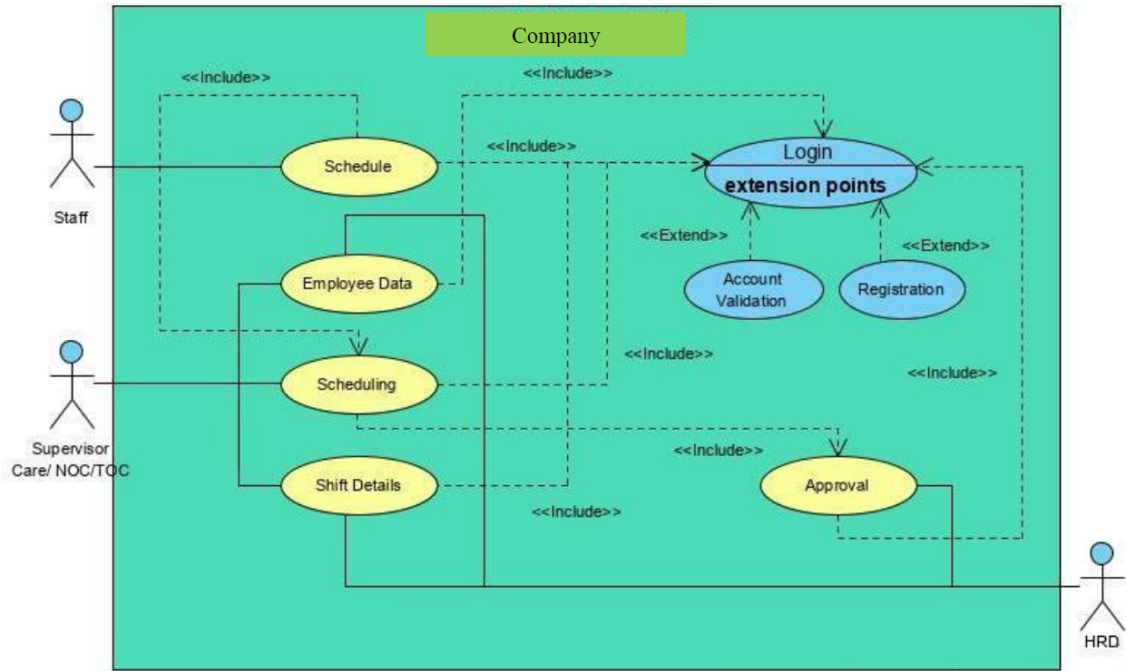 Company
<<Include>>
<<Include>>
Staff
Schedule
<<Include>>
Login
extension points
<<Extend>>
<<Extend>>
Employee Data
Account
Validation
Registration
<<Include>>
<<Include>>
Scheduling
Supervisor
Care/ NOC/TOC
<<Include>>
Shift Details
Approval
<<Include>>
HRD